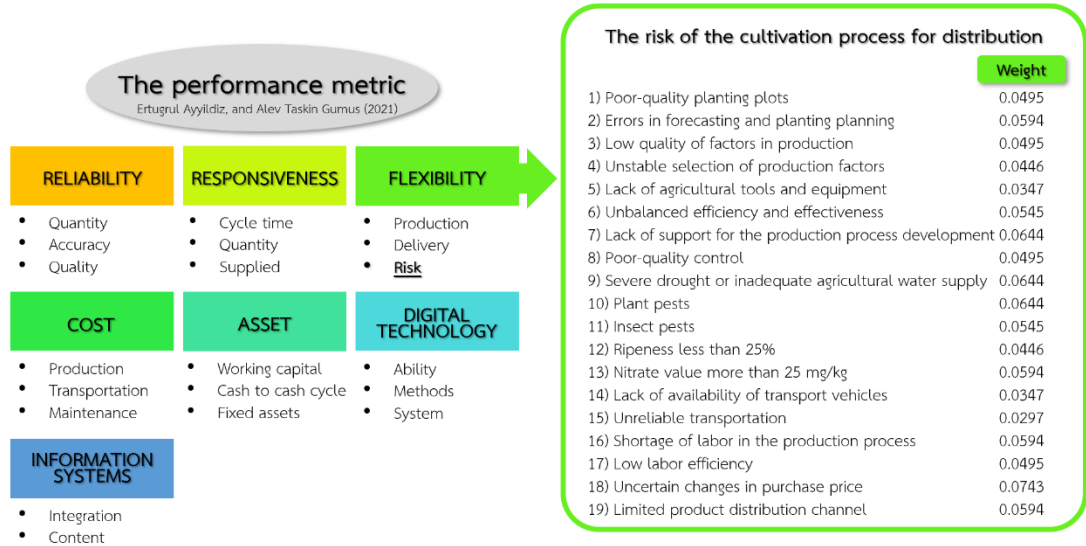 The performance metric
Ertugrul Ayyildiz, and Alev Taskin Gumus (2021)
RELIABILITY
• Quantity
• Accuracy
• Quality
RESPONSIVENESS
• Cycle time
• Quantity
• Supplied
FLEXIBILITY
• Production
• Delivery
• Risk
COST
• Production
• Transportation
• Maintenance
ASSET
• Working capital
• Cash to cash cycle
• Fixed assets
DIGITAL
TECHNOLOGY
• Ability
• Methods
• System
INFORMATION
SYSTEMS
• Integration
• Content
The risk of the cultivation process for distribution
Weight
1) Poor-quality planting plots 0.0495
2) Errors in forecasting and planting planning 0.0594
3) Low quality of factors in production 0.0495
4) Unstable selection of production factors 0.0446
5) Lack of agricultural tools and equipment 0.0347
6) Unbalanced efficiency and effectiveness 0.0545
7) Lack of support for the production process development 0.0644
8) Poor-quality control 0.0495
9) Severe drought or inadequate agricultural water supply 0.0644
10) Plant pests 0.0644
11) Insect pests 0.0545
12) Ripeness less than 25% 0.0446
13) Nitrate value more than 25 mg/kg 0.0594
14) Lack of availability of transport vehicles 0.0347
15) Unreliable transportation 0.0297
16) Shortage of labor in the production process 0.0594
17) Low labor efficiency 0.0495
18) Uncertain changes in purchase price 0.0743
19) Limited product distribution channel 0.0594